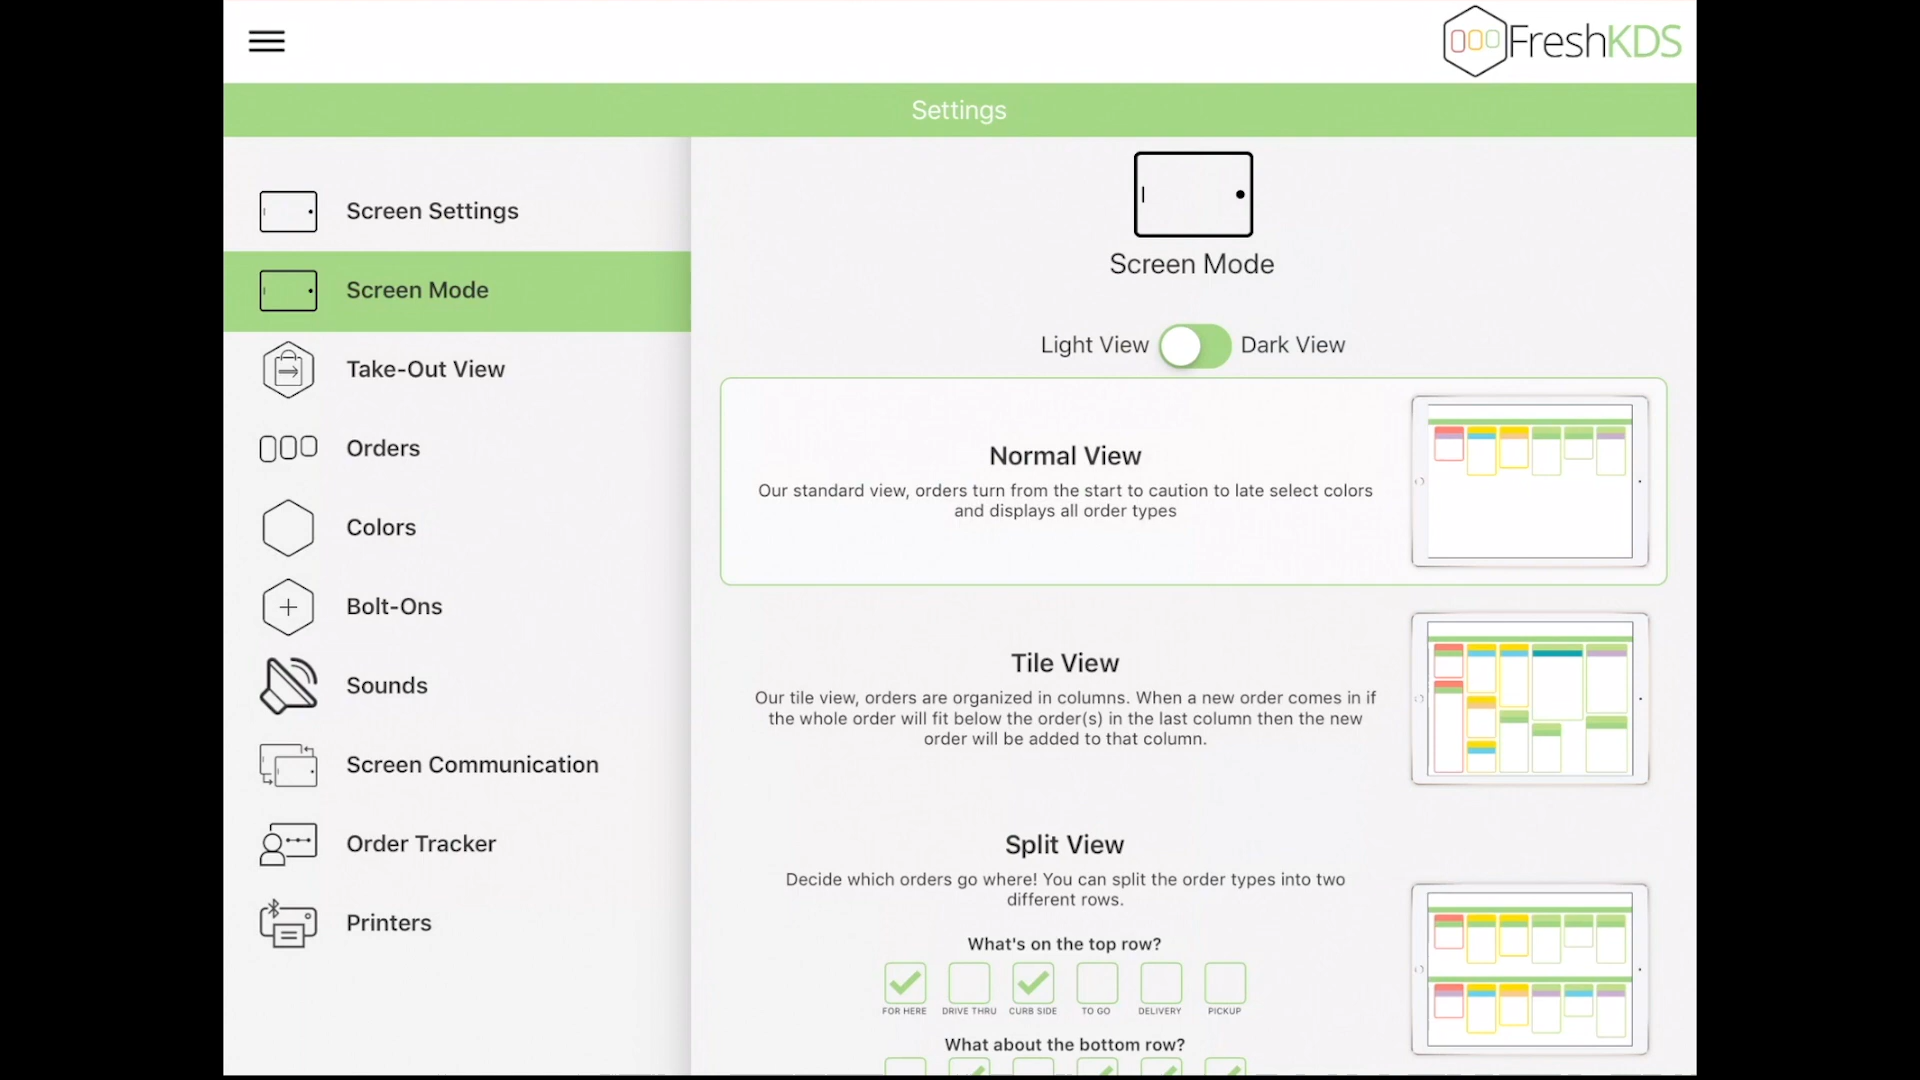 FreshKDS
Settings
Screen Settings
Screen Mode
Take-Out View
Orders
Colors
Bolt-Ons
Sounds
Screen Communication
Order Tracker
Printers
Screen Mode
Light View Dark View
Normal View
Our standard view, orders turn from the start to caution to late select colors
and displays all order types
Tile View
Our tile view, orders are organized in columns. When a new order comes in if
the whole order will fit below the order(s) in the last column then the new
order will be added to that column.
Split View
Decide which orders go where! You can split the order types into two
different rows.
What's on the top row?
FOR HERE DRIVE THRU CURB SIDE TO GO DELIVERY PICKUP
What about the bottom row?